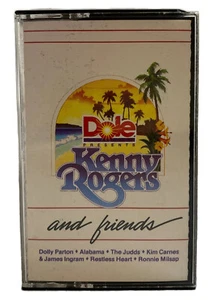 Dole
PRESENTS
Kenny
Rogers
and friends
Dolly Parton • Alabama • The Judds • Kim Carnes
& James Ingram • Restless Heart • Ronnie Milsap